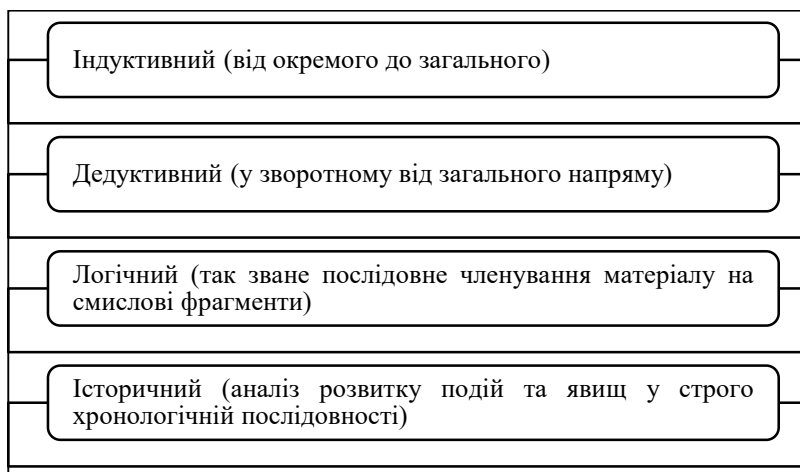 Індуктивний (від окремого до загального)
Дедуктивний (у зворотному від загального напряму)
Логічний (так зване послідовне членування матеріалу на
смислові фрагменти)
Історичний (аналіз розвитку подій та явищ у строго
хронологічній послідовності)